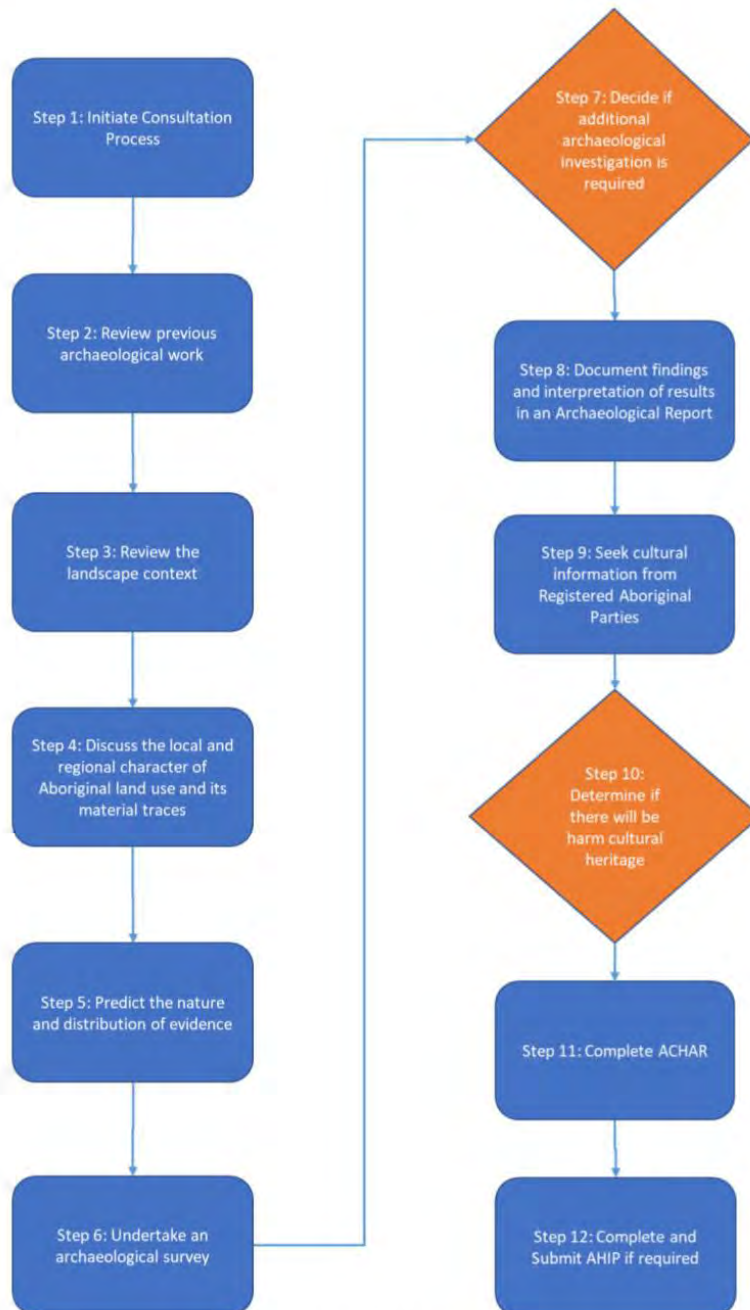 Step 1: Initiate Consultation
Process
Step 2: Review previous
archaeological work
Step 3: Review the
landscape context
Step 4: Discuss the local and
regional character of
Aboriginal land use and its
material traces
Step 5: Predict the nature
and distribution of evidence
Step 6: Undertake an
archaeological survey
Step 7: Decide if
additional
archaeological
investigation is
required
Step 8: Document findings
and interpretation of results
in an Archaeological Report
Step 9: Seek cultural
information from
Registered Aboriginal
Parties
Step 10:
Determine if
there will be
harm cultural
heritage
Step 11: Complete ACHAR
Step 12: Complete and
Submit AHIP if required